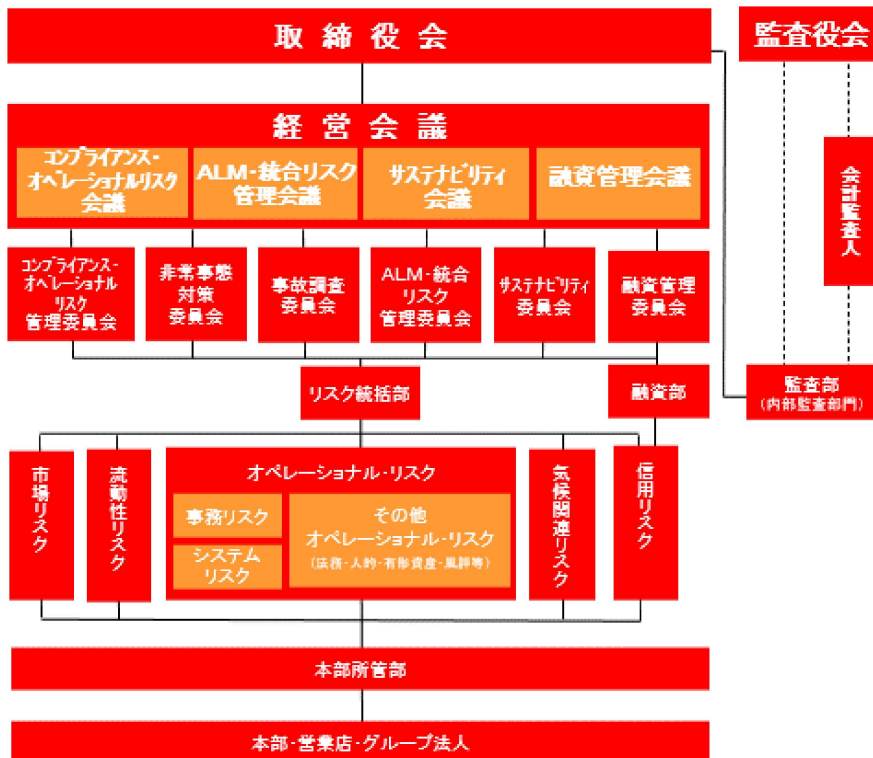 取締役会
監査役会
経営会議
コンプライアンス・
オペレーショナルリスク
会議
ALM・統合リスク
管理会議
サステナビリティ
会議
融資管理会議
会計監査人
コンプライアンス・
オペレーショナル
リスク
管理委員会
非常事態
対策
委員会
事故調査
委員会
ALM・統合
リスク
管理委員会
サステナビリティ
委員会
融資管理
委員会
リスク統括部
融資部
監査部
(内部監査部門)
市場リスク
流動性リスク
オペレーショナル・リスク
事務リスク
システム
リスク
その他
オペレーショナル・リスク
(法務・人的・有形資産・風評等)
気候関連リスク
信用リスク
本部所管部
本部・営業店・グループ法人